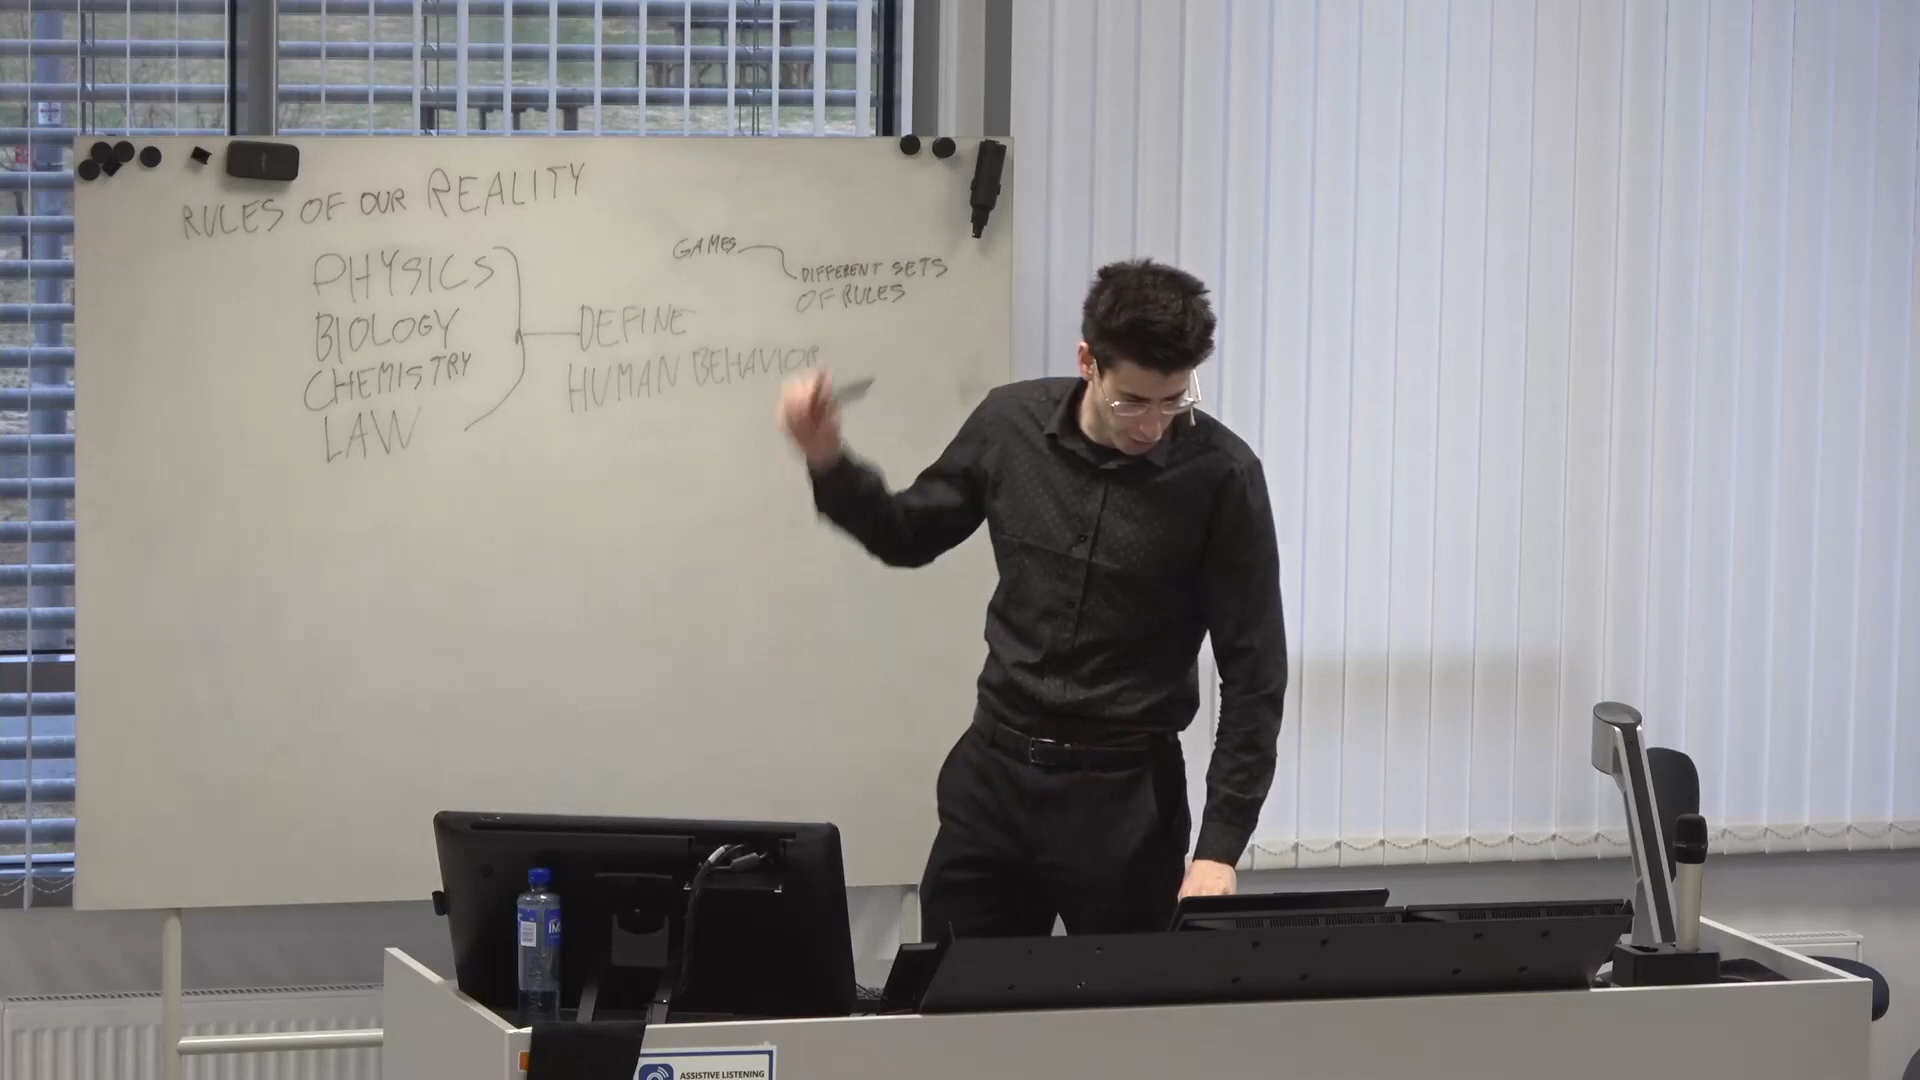 RULES OF OUR REALITY
PHYSICS
BIOLOGY
CHEMISTRY
LAW
DEFINE
HUMAN BEHAVIOR
GAMES
DIFFERENT SETS
OF RULES
ASSISTIVE LISTENING